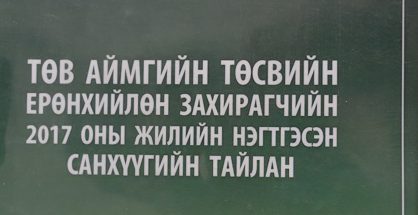 ТӨВ АЙМГИЙН ТӨСВИЙН
ЕРӨНХИЙЛӨН ЗАХИРАГЧИЙН
2017 ОНЫ ЖИЛИЙН НЭГТГЭСЭН
САНХҮҮГИЙН ТАЙЛАН